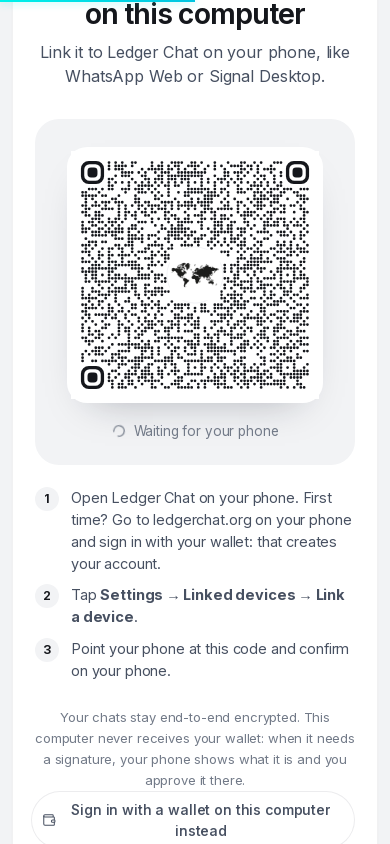 on this computer
Link it to Ledger Chat on your phone, like
WhatsApp Web or Signal Desktop.
Waiting for your phone
1 Open Ledger Chat on your phone. First
time? Go to ledgerchat.org on your phone
and sign in with your wallet: that creates
your account.
2 Tap Settings → Linked devices → Link
a device.
3 Point your phone at this code and confirm
on your phone.
Your chats stay end-to-end encrypted. This
computer never receives your wallet: when it needs
a signature, your phone shows what it is and you
approve it there.
Sign in with a wallet on this computer
instead